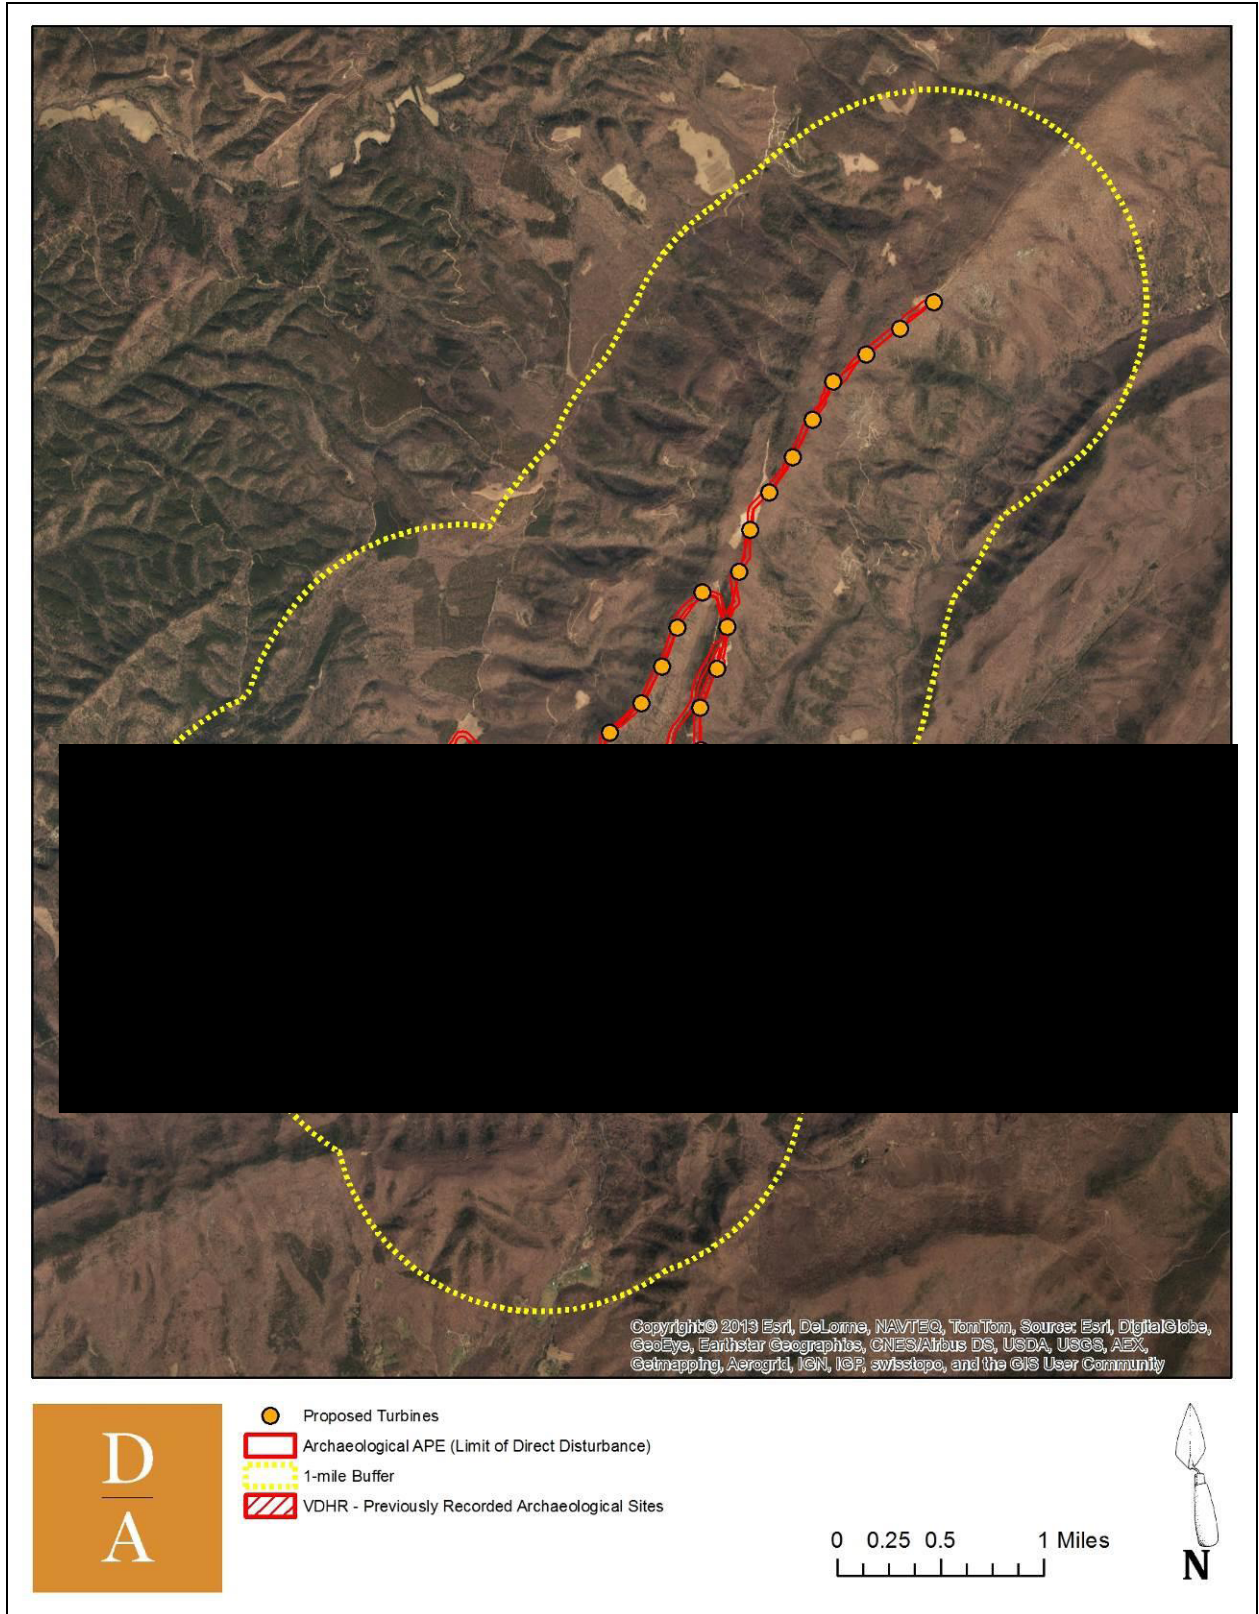 Copyright:© 2013 Esri, DeLorme, NAVTEQ, TomTom, Source: Esri, DigitalGlobe,
GeoEye, Earthstar Geographics, CNES/Airbus DS, USDA, USGS, AEX,
Getmapping, Aerogrid, IGN, IGP, swisstopo, and the GIS User Community
D
A
Proposed Turbines
Archaeological APE (Limit of Direct Disturbance)
1-mile Buffer
VDHR - Previously Recorded Archaeological Sites
0 0.25 0.5 1 Miles
N